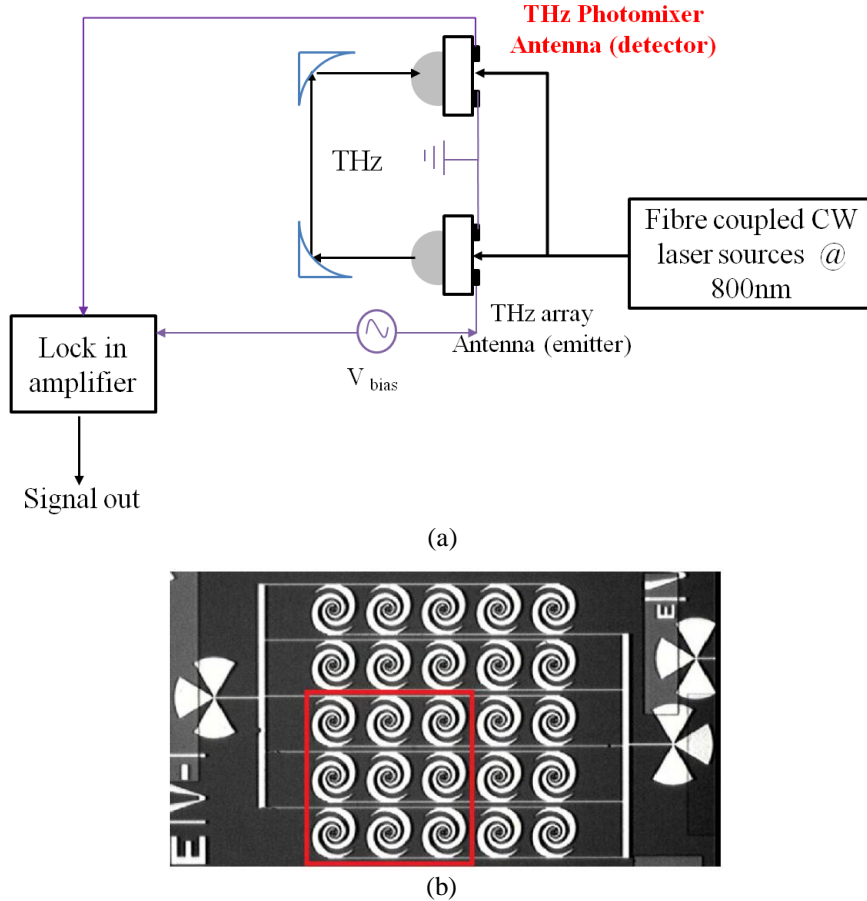 THz Photomixer
Antenna (detector)
THz
Fibre coupled CW
laser sources @
800nm
THz array
Antenna (emitter)
V bias
Lock in
amplifier
Signal out
(a)
(b)